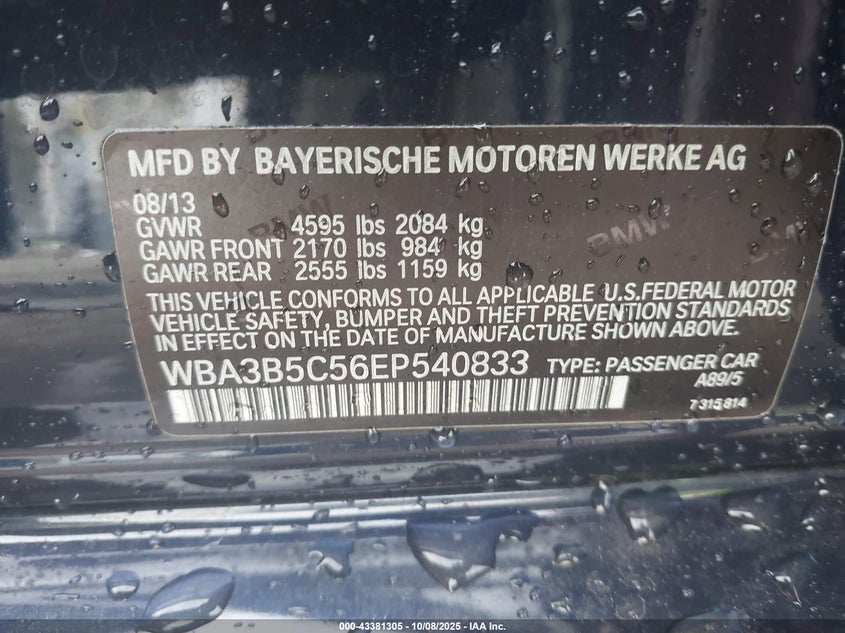 MFD BY BAYERISCHE MOTOREN WERKE AG
08/13
GVWR 4595 lbs 2084 kg
GAWR FRONT 2170 lbs 984 kg
GAWR REAR 2555 lbs 1159 kg
THIS VEHICLE CONFORMS TO ALL APPLICABLE U.S.FEDERAL MOTOR
VEHICLE SAFETY, BUMPER AND THEFT PREVENTION STANDARDS
IN EFFECT ON THE DATE OF MANUFACTURE SHOWN ABOVE.
WBA3B5C56EP540833 TYPE: PASSENGER CAR
A89/5
7 315 814
BMW
BMW
BMW
000-43381305 - 10/08/2025 - IAA Inc.